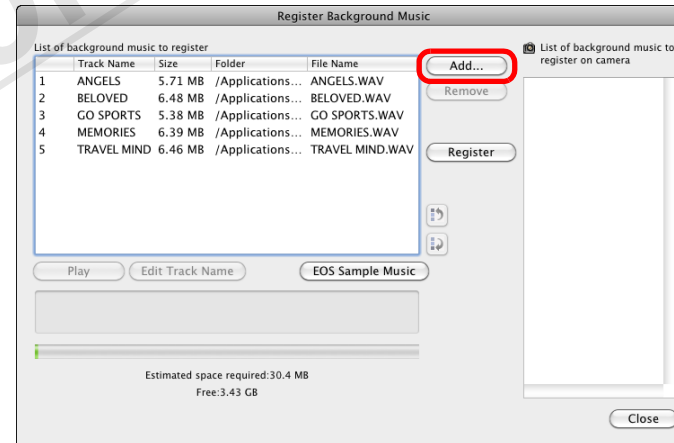 Register Background Music
List of background music to register
Track Name Size Folder File Name
1 ANGELS 5.71 MB /Applications... ANGELS.WAV
2 BELOVED 6.48 MB /Applications... BELOVED.WAV
3 GO SPORTS 5.38 MB /Applications... GO SPORTS.WAV
4 MEMORIES 6.39 MB /Applications... MEMORIES.WAV
5 TRAVEL MIND 6.46 MB /Applications... TRAVEL MIND.WAV
Add...
Remove
Register
Play
Edit Track Name
EOS Sample Music
Estimated space required:30.4 MB
Free:3.43 GB
List of background music to
register on camera
Close